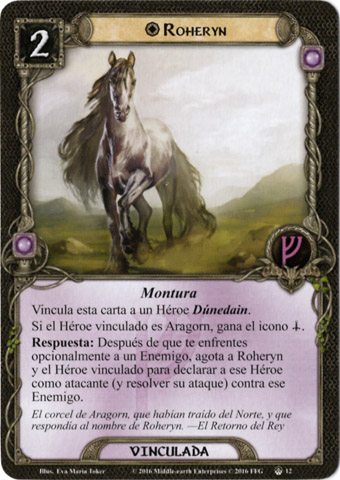 2
Roheryn
Montura
Vincula esta carta a un Héroe Dúnedain.
Si el Héroe vinculado es Aragorn, gana el icono.
Respuesta: Después de que te enfrentes
opcionalmente a un Enemigo, agota a Roheryn
y el Héroe vinculado para declarar a ese Héroe
como atacante (y resolver su ataque) contra ese
Enemigo.
El corcel de Aragorn, que habían traído del Norte, y que
respondía al nombre de Roheryn. —El Retorno del Rey
VINCULADA
Illus. Eva Maria Toker
© 2016 Middle-earth Enterprises © 2016 FFG
12